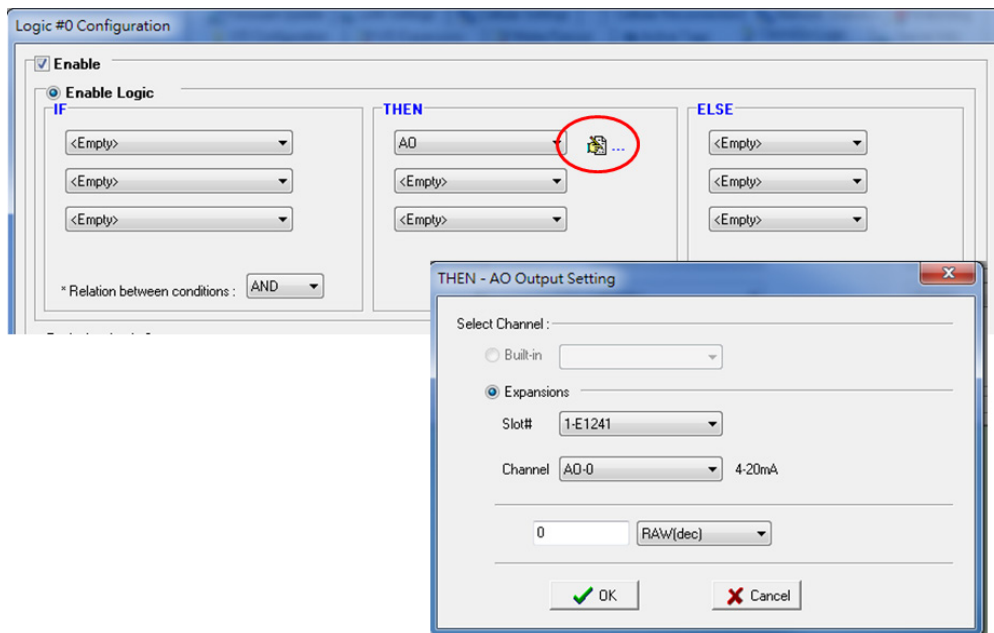 Logic #0 Configuration
Enable
Enable Logic
IF
THEN
ELSE
<Empty>
AO
...
<Empty>
<Empty>
<Empty>
<Empty>
<Empty>
<Empty>
<Empty>
* Relation between conditions :
AND
THEN - AO Output Setting
Select Channel :
Built-in
Expansions
Slot#
1-E1241
Channel
AO-0
4-20mA
0
RAW(dec)
OK
Cancel